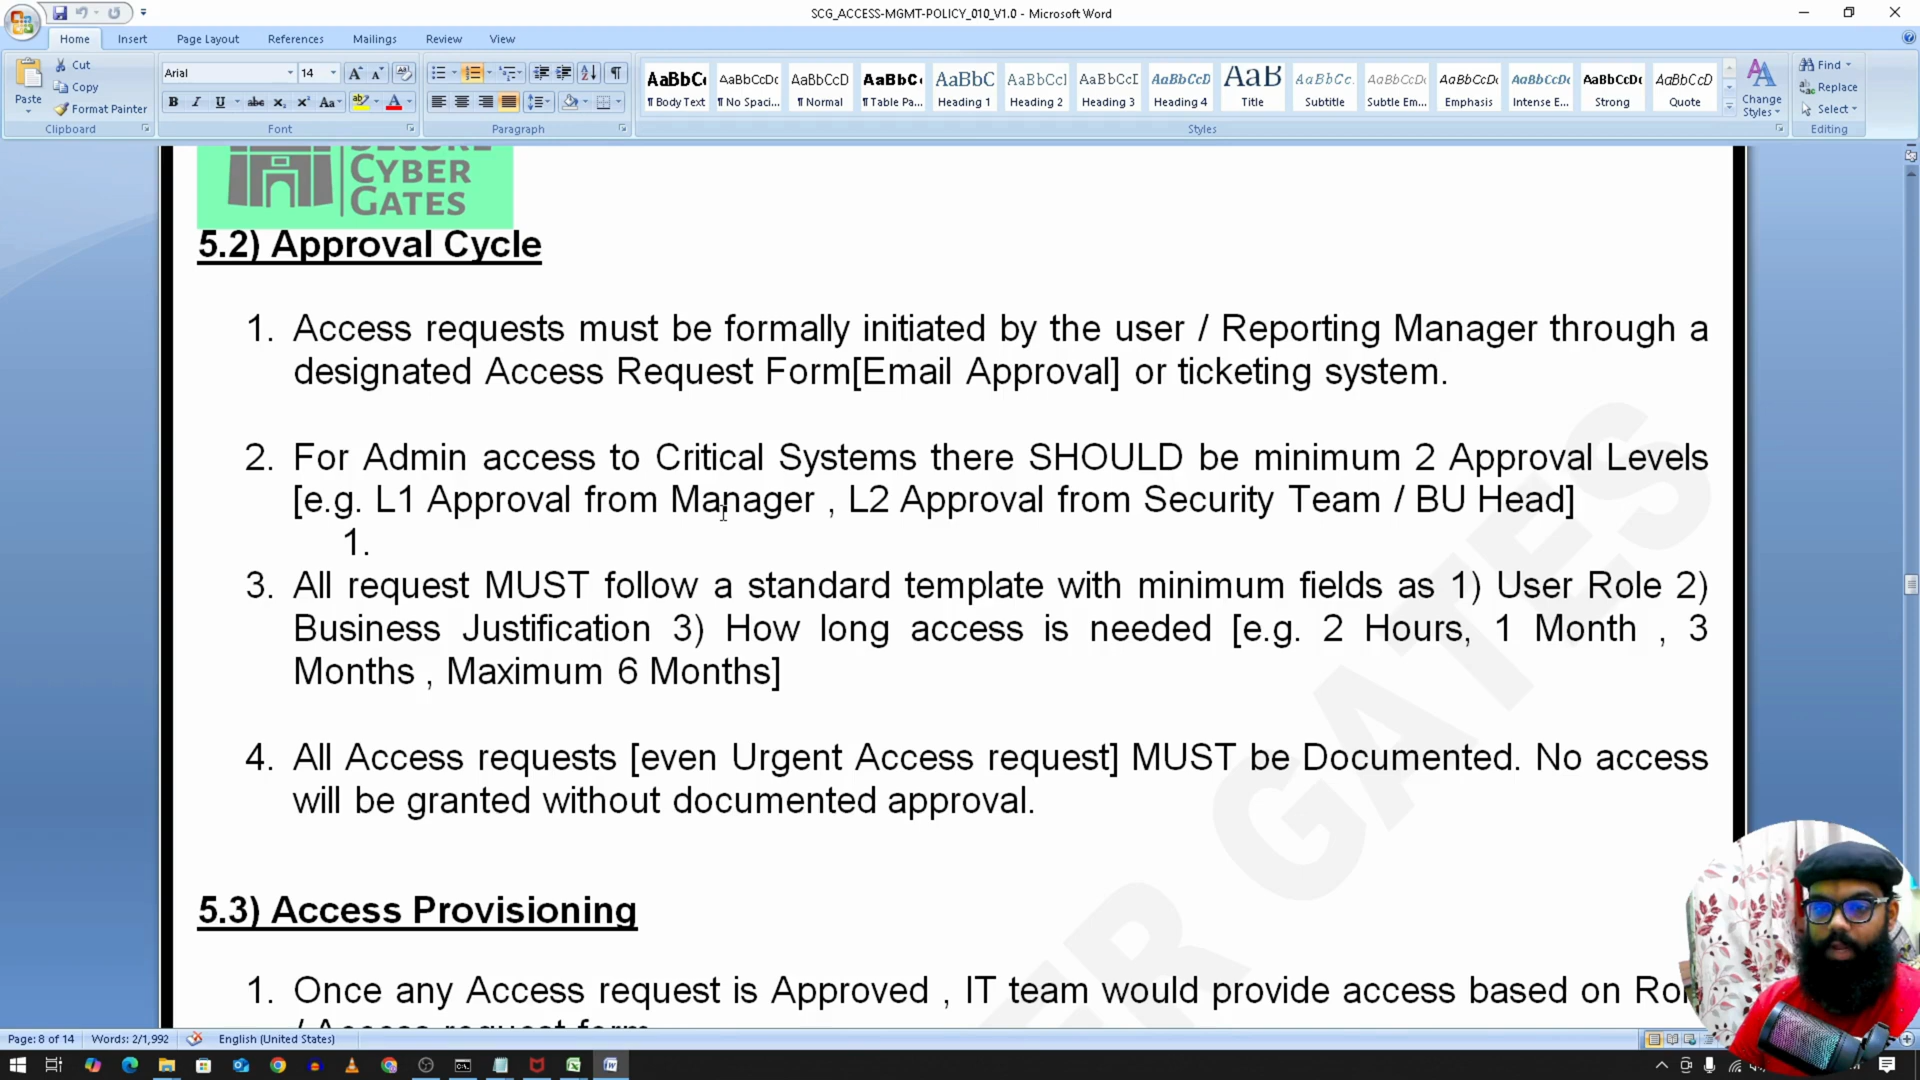 SCG_ACCESS-MGMT-POLICY_010_V1.0 - Microsoft Word
Home Insert Page Layout References Mailings Review View
Paste Cut Copy Format Painter
Arial 14
AaBbCc AaBbCcDc AaBbCcD AaBbC AaBbC AaBbCcI AaBbCcI AaBbCcD AaB AaBbCc. AaBbCcDc AaBbCcDc AaBbCcDc AaBbCcDc AaBbCcD
¶ Body Text ¶ No Spaci... ¶ Normal ¶ Table Pa... Heading 1 Heading 2 Heading 3 Heading 4 Title Subtitle Subtle Em... Emphasis Intense E... Strong Quote
Change Styles
Find
Replace
Select
Clipboard Font Paragraph Styles Editing
SECURE
CYBER
GATES
5.2) Approval Cycle
1. Access requests must be formally initiated by the user / Reporting Manager through a
designated Access Request Form[Email Approval] or ticketing system.
2. For Admin access to Critical Systems there SHOULD be minimum 2 Approval Levels
[e.g. L1 Approval from Manager , L2 Approval from Security Team / BU Head]
1.
3. All request MUST follow a standard template with minimum fields as 1) User Role 2)
Business Justification 3) How long access is needed [e.g. 2 Hours, 1 Month , 3
Months , Maximum 6 Months]
4. All Access requests [even Urgent Access request] MUST be Documented. No access
will be granted without documented approval.
5.3) Access Provisioning
1. Once any Access request is Approved , IT team would provide access based on Rol
/ Access request form
ER GATES
Page: 8 of 14 Words: 2/1,992 English (United States)